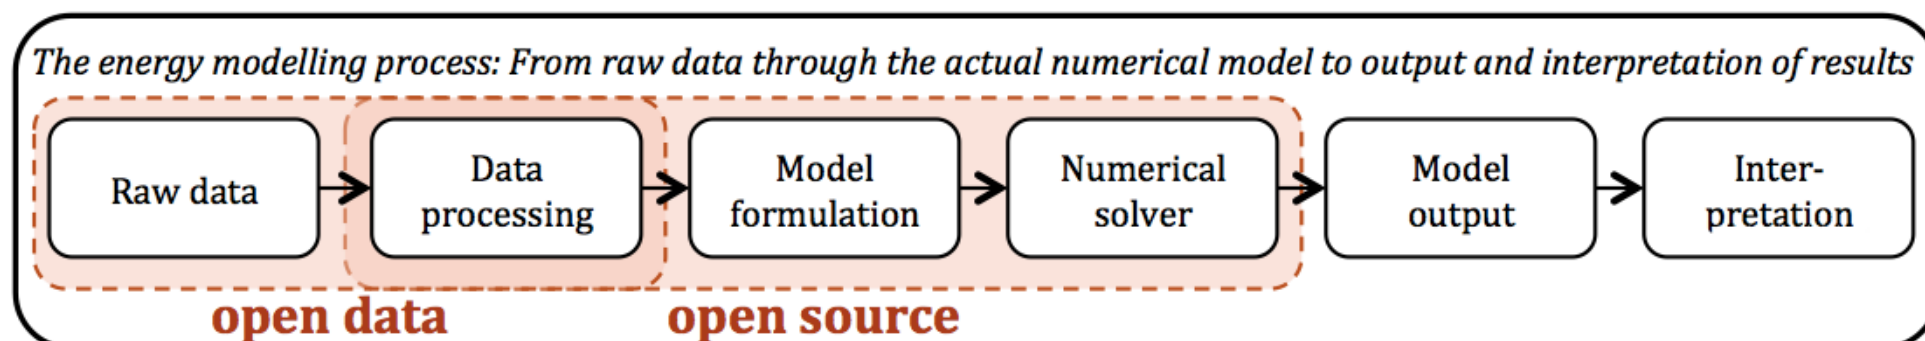 The energy modelling process: From raw data through the actual numerical model to output and interpretation of results
Raw data
Data
processing
Model
formulation
Numerical
solver
Model
output
Inter-
pretation
open data
open source